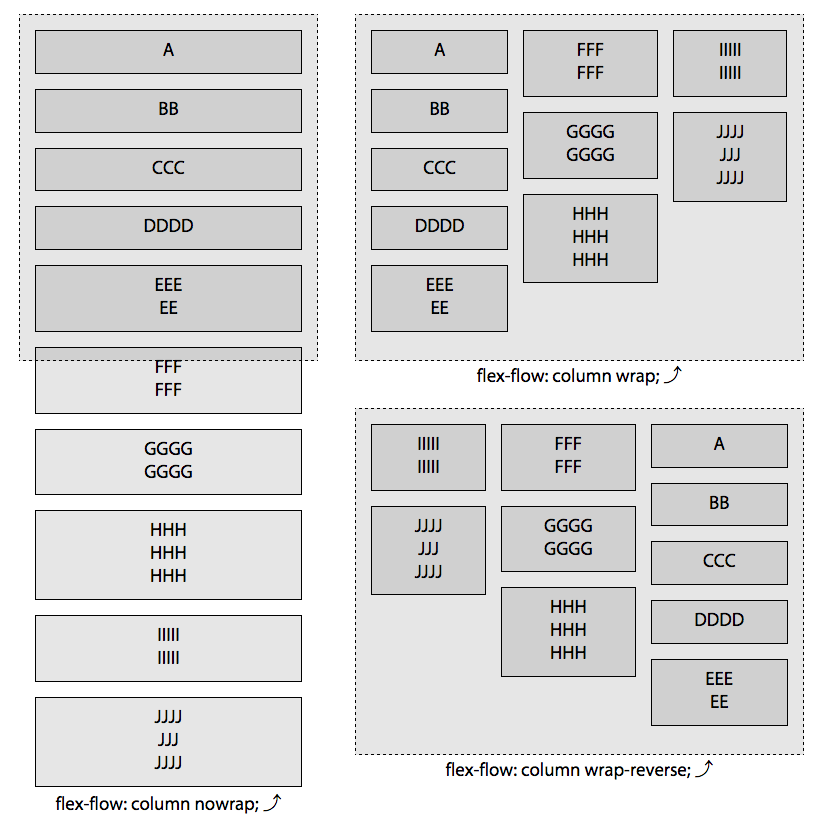 A
BB
CCC
DDDD
EEE
EE
FFF
FFF
GGGG
GGGG
HHH
HHH
HHH
IIIII
IIIII
JJJJ
JJJ
JJJJ
flex-flow: column nowrap;
A
BB
CCC
DDDD
EEE
EE
FFF
FFF
GGGG
GGGG
HHH
HHH
HHH
IIIII
IIIII
JJJJ
JJJ
JJJJ
flex-flow: column wrap;
IIIII
IIIII
JJJJ
JJJ
JJJJ
FFF
FFF
GGGG
GGGG
HHH
HHH
HHH
A
BB
CCC
DDDD
EEE
EE
flex-flow: column wrap-reverse;